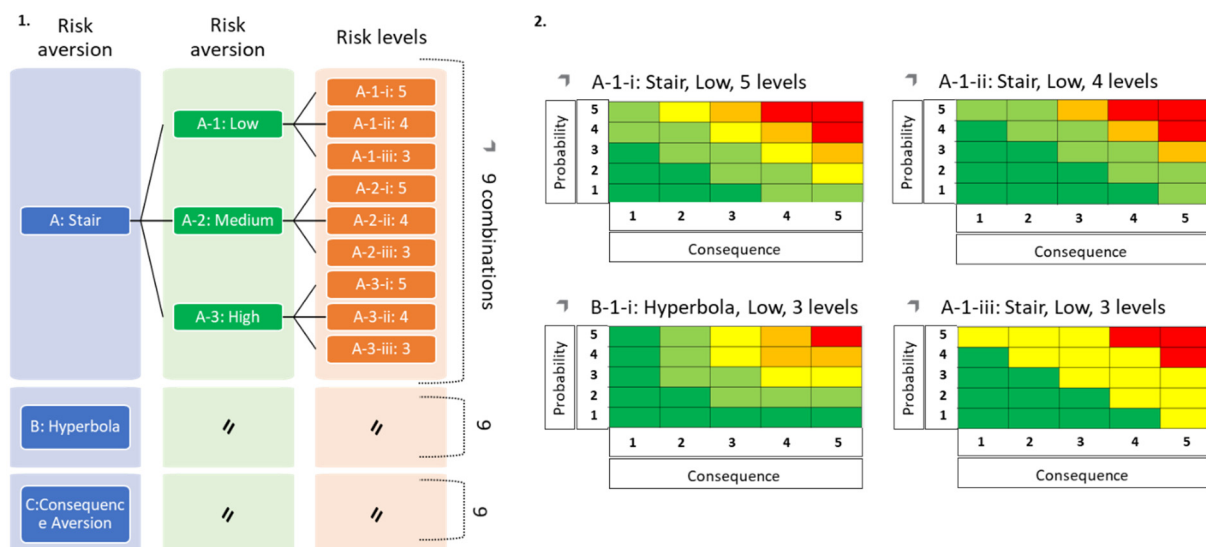 1.
Risk aversion
Risk aversion
Risk levels
A: Stair
A-1: Low
A-2: Medium
A-3: High
A-1-i: 5
A-1-ii: 4
A-1-iii: 3
A-2-i: 5
A-2-ii: 4
A-2-iii: 3
A-3-i: 5
A-3-ii: 4
A-3-iii: 3
9 combinations
B: Hyperbola
〃
〃
9
C:Consequenc
e Aversion
〃
〃
9
2.
A-1-i: Stair, Low, 5 levels
Probability
5
4
3
2
1
1 2 3 4 5
Consequence
A-1-ii: Stair, Low, 4 levels
Probability
5
4
3
2
1
1 2 3 4 5
Consequence
B-1-i: Hyperbola, Low, 3 levels
Probability
5
4
3
2
1
1 2 3 4 5
Consequence
A-1-iii: Stair, Low, 3 levels
Probability
5
4
3
2
1
1 2 3 4 5
Consequence